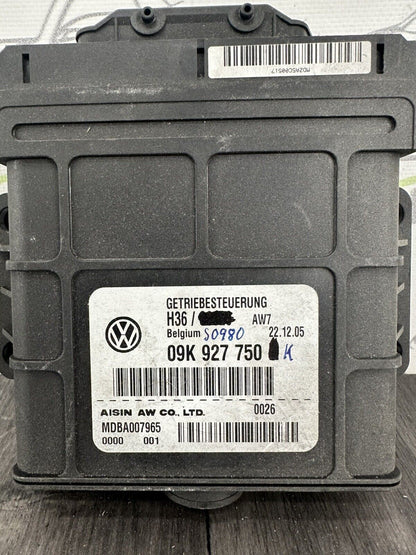 MDZA5C00517
GETRIEBESTEUERUNG
H36/ AW7
Belgium S0980 22.12.05
09K 927 750 K
AISIN AW CO., LTD. 0026
MDBA007965
0000 001